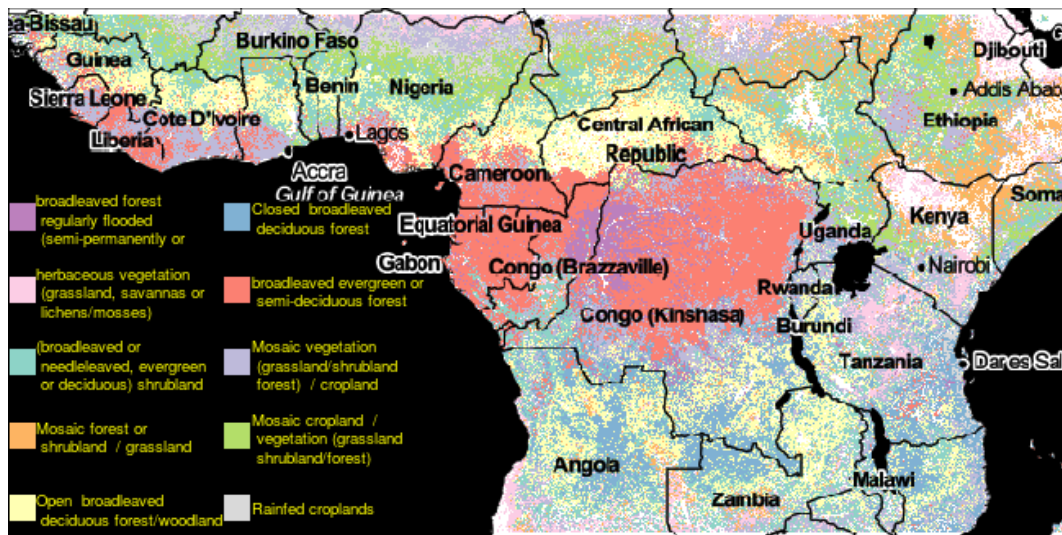 ea-Bissau
Burkino Faso
Djibouti
Guinea
Benin
Nigeria
Addis Ababa
Sierra Leone
Cote D'Ivoire
Ethiopia
Liberia
Lagos
Central African
Republic
Accra
Gulf of Guinea
Cameroon
Soma
Kenya
Equatorial Guinea
Uganda
Gabon
Congo (Brazzaville)
Nairobi
Rwanda
Congo (Kinshasa)
Burundi
Tanzania
Dar es Sal
Angola
Zambia
Malawi
broadleaved forest
regularly flooded
(semi-permanently or
Closed broadleaved
deciduous forest
herbaceous vegetation
(grassland, savannas or
lichens/mosses)
broadleaved evergreen or
semi-deciduous forest
(broadleaved or
needleleaved, evergreen
or deciduous) shrubland
Mosaic vegetation
(grassland/shrubland
forest) / cropland
Mosaic forest or
shrubland / grassland
Mosaic cropland /
vegetation (grassland
shrubland/forest)
Open broadleaved
deciduous forest/woodland
Rainfed croplands